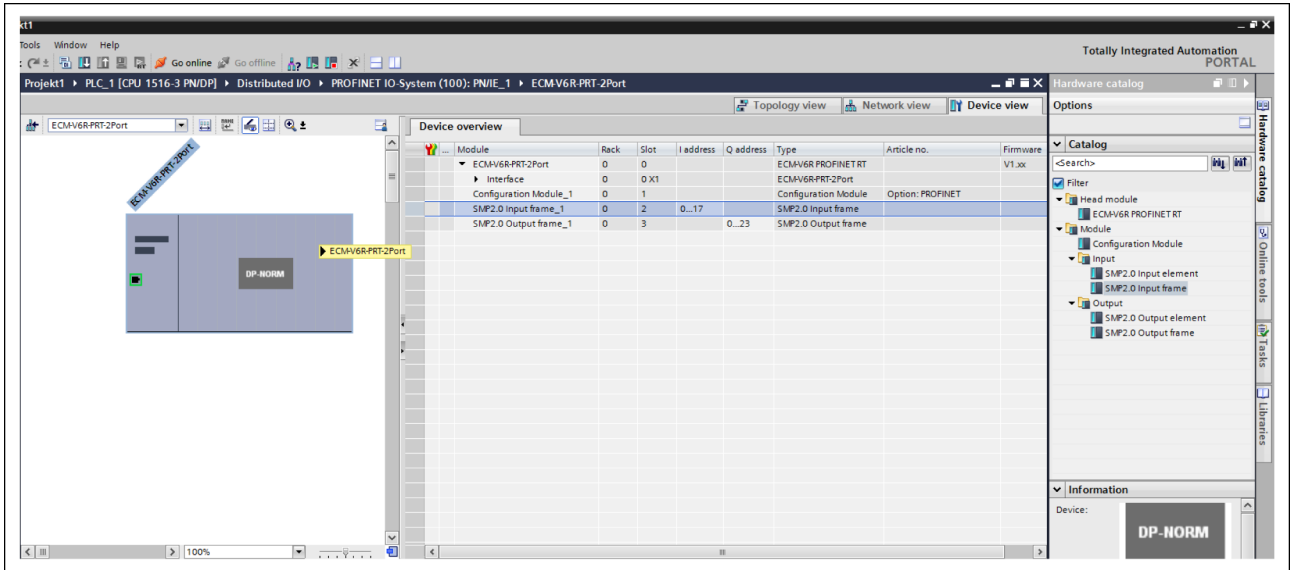 kt1
Tools Window Help
Totally Integrated Automation
PORTAL
Go online Go offline
Projekt1 PLC_1 [CPU 1516-3 PN/DP] Distributed I/O PROFINET IO-System (100): PN/IE_1 ECM-V6R-PRT-2Port
Hardware catalog
Topology view Network view Device view
Options
ECM-V6R-PRT-2Port
Device overview
... Module Rack Slot I address Q address Type Article no. Firmware
ECM-V6R-PRT-2Port 0 0 ECM-V6R PROFINET RT V1.xx
Interface 0 0 X1 ECM-V6R-PRT-2Port
Configuration Module_1 0 1 Configuration Module Option: PROFINET
SMP2.0 Input frame_1 0 2 0...17 SMP2.0 Input frame
SMP2.0 Output frame_1 0 3 0...23 SMP2.0 Output frame
ECM-V6R-PRT-2Port
ECM-V6R-PRT-2Port
DP-NORM
100%
Catalog
<Search>
Filter
Head module
ECM-V6R PROFINET RT
Module
Configuration Module
Input
SMP2.0 Input element
SMP2.0 Input frame
Output
SMP2.0 Output element
SMP2.0 Output frame
Information
Device:
DP-NORM
Hardware catalog
Online tools
Tasks
Libraries